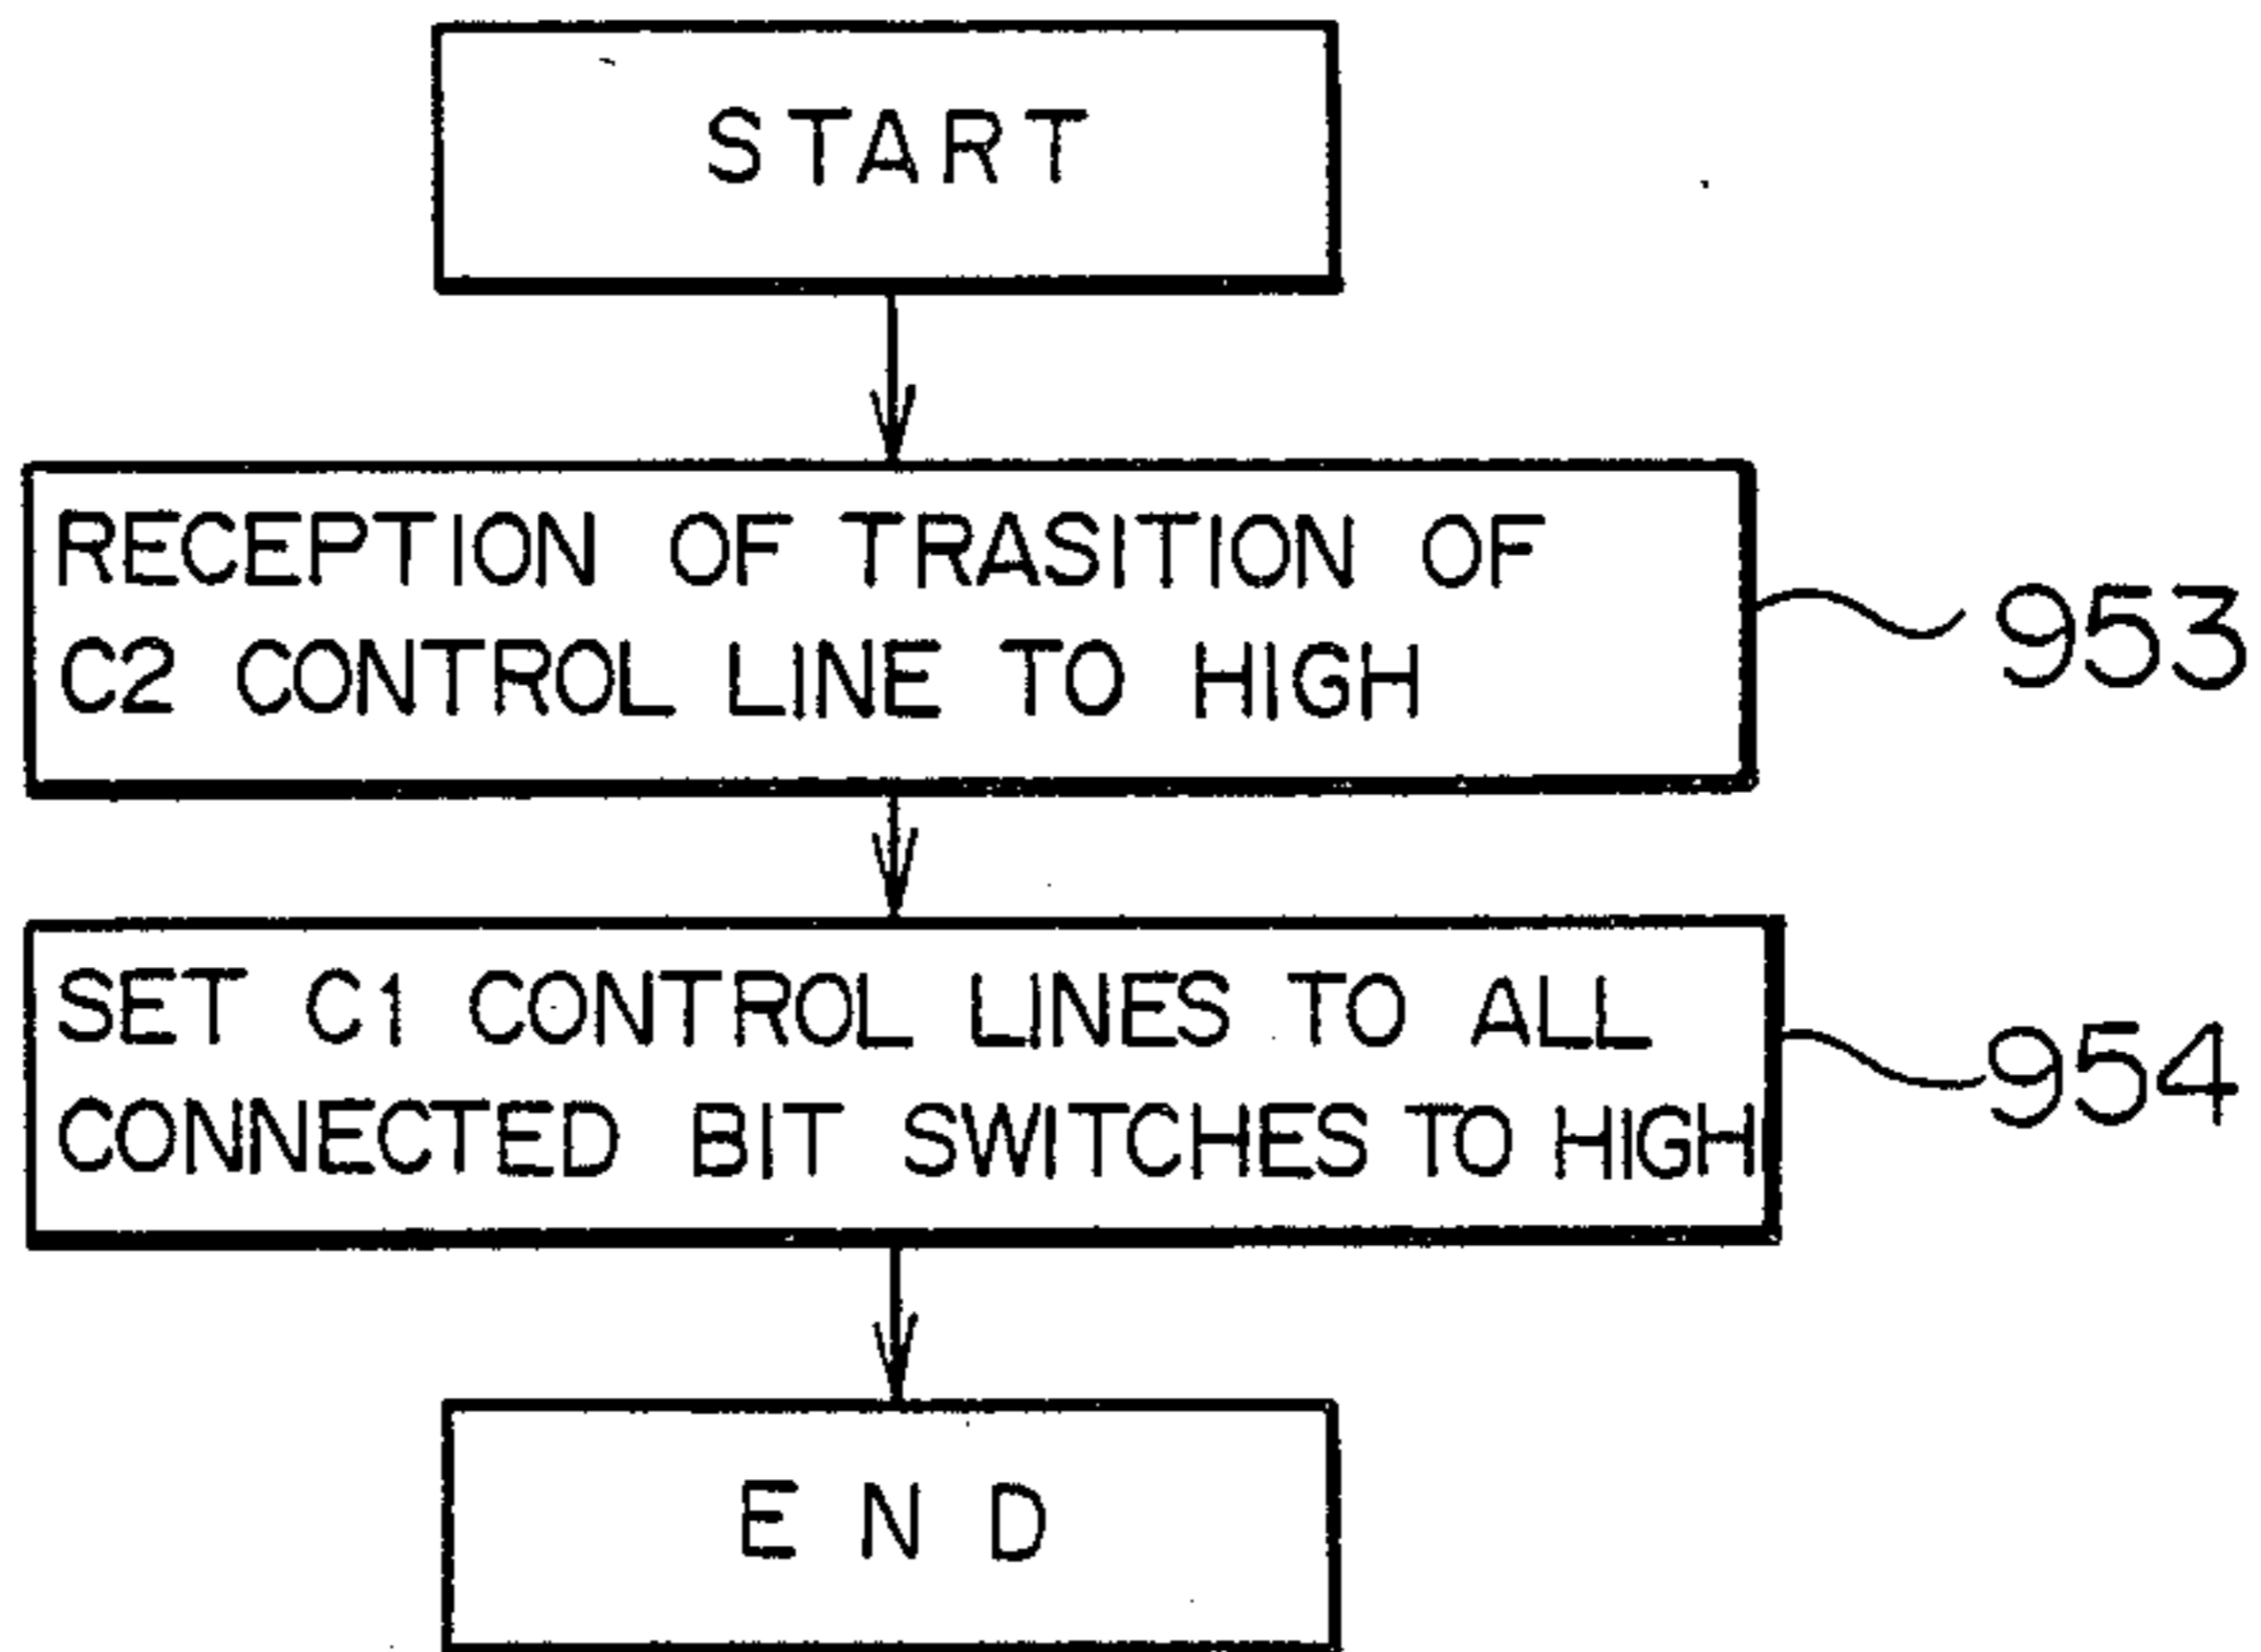 START
RECEPTION OF TRASITION OF
C2 CONTROL LINE TO HIGH
953
SET C1 CONTROL LINES TO ALL
CONNECTED BIT SWITCHES TO HIGH
954
END